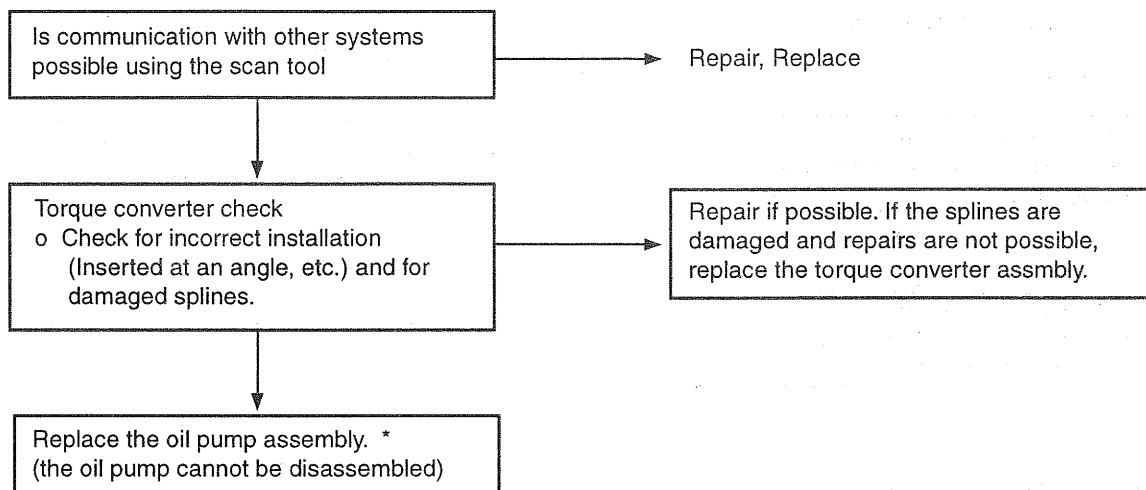 Is communication with other systems
possible using the scan tool
Repair, Replace
Torque converter check
o Check for incorrect installation
(Inserted at an angle, etc.) and for
damaged splines.
Repair if possible. If the splines are
damaged and repairs are not possible,
replace the torque converter assmbly.
Replace the oil pump assembly. *
(the oil pump cannot be disassembled)